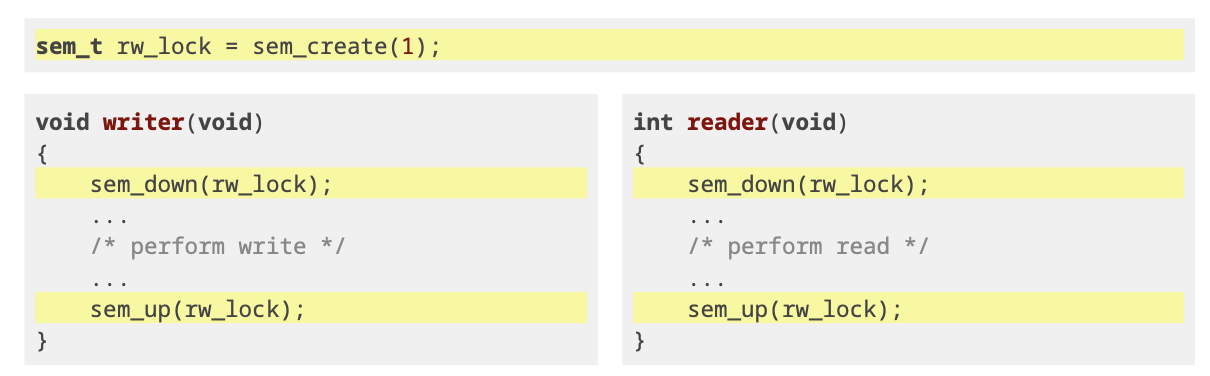 sem_t rw_lock = sem_create(1);
void writer(void)
{
    sem_down(rw_lock);
    ...
    /* perform write */
    ...
    sem_up(rw_lock);
}
int reader(void)
{
    sem_down(rw_lock);
    ...
    /* perform read */
    ...
    sem_up(rw_lock);
}